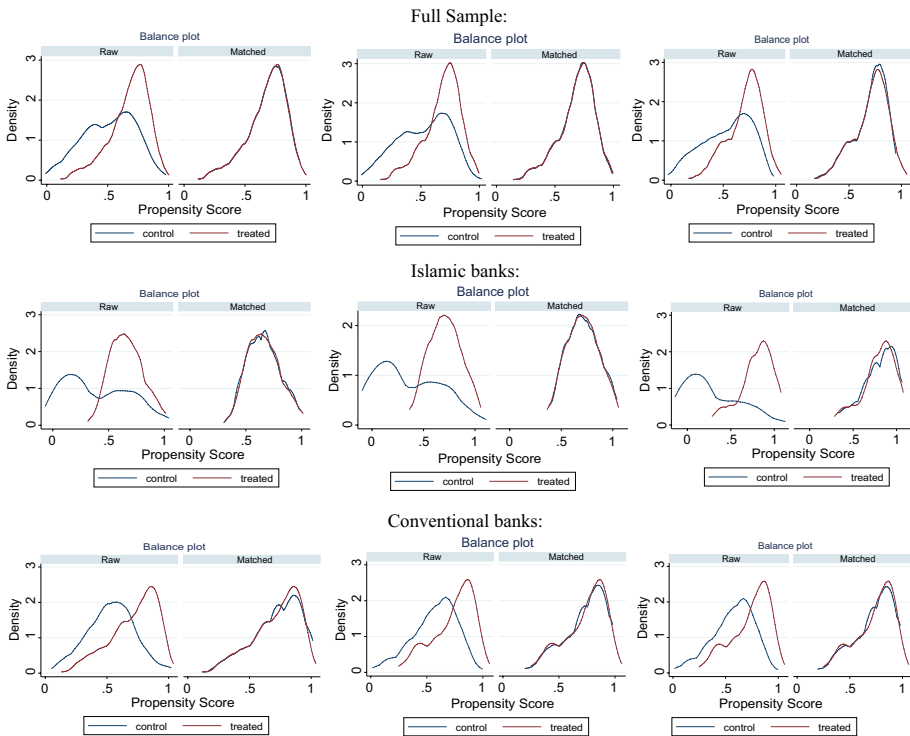 Full Sample:
Balance plot
Raw Matched
Density
0 1 2 3
0 .5 1 0 .5 1
Propensity Score
control treated
Balance plot
Raw Matched
Density
0 1 2 3
0 .5 1 0 .5 1
Propensity Score
control treated
Balance plot
Raw Matched
Density
0 1 2 3
0 .5 1 0 .5 1
Propensity Score
control treated
Islamic banks:
Balance plot
Raw Matched
Density
0 1 2 3
0 .5 1 0 .5 1
Propensity Score
control treated
Balance plot
Raw Matched
Density
0 1 2
0 .5 1 0 .5 1
Propensity Score
control treated
Balance plot
Raw Matched
Density
0 1 2 3
0 .5 1 0 .5 1
Propensity Score
control treated
Conventional banks:
Balance plot
Raw Matched
Density
0 1 2 3
0 .5 1 0 .5 1
Propensity Score
control treated
Balance plot
Raw Matched
Density
0 1 2 3
0 .5 1 0 .5 1
Propensity Score
control treated
Balance plot
Raw Matched
Density
0 1 2 3
0 .5 1 0 .5 1
Propensity Score
control treated